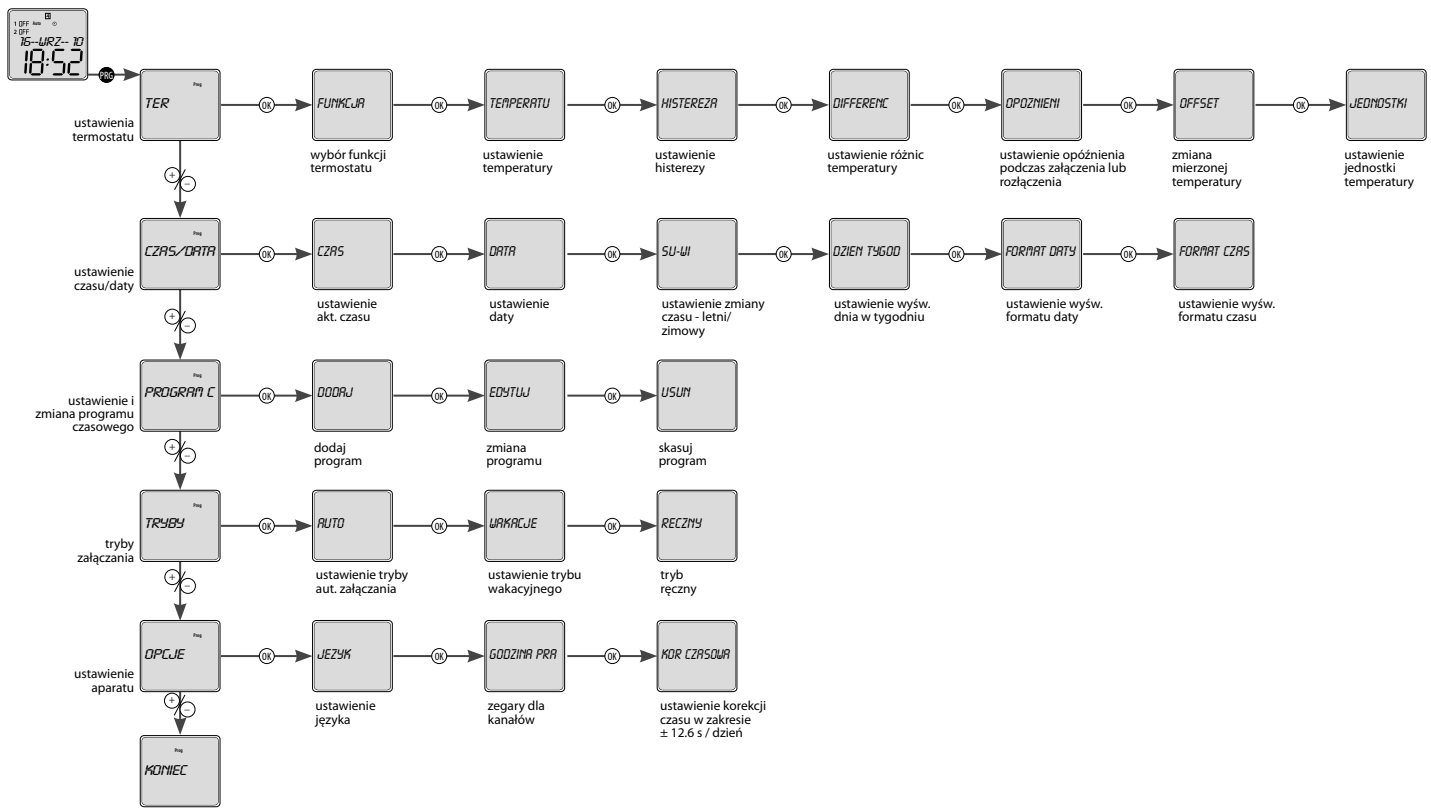 1 OFF Auto
2 OFF
16--WRZ-- 10
18:52
PRG
Prog
TER
OK
FUNKCJA
OK
TEMPERATU
OK
HISTEREZA
OK
DIFFERENC
OK
OPOZNIENI
OK
OFFSET
OK
JEDNOSTKI
ustawienia
termostatu
wybór funkcji
termostatu
ustawienie
temperatury
ustawienie
histerezy
ustawienie różnic
temperatury
ustawienie opóźnienia
podczas załączenia lub
rozłączenia
zmiana
mierzonej
temperatury
ustawienie
jednostki
temperatury
+ / −
Prog
CZAS/DATA
OK
CZAS
OK
DATA
OK
SU-WI
OK
DZIEN TYGOD
OK
FORMAT DATY
OK
FORMAT CZAS
ustawienie
czasu/daty
ustawienie
akt. czasu
ustawienie
daty
ustawienie zmiany
czasu - letni/
zimowy
ustawienie wyśw.
dnia w tygodniu
ustawienie wyśw.
formatu daty
ustawienie wyśw.
formatu czasu
+ / −
Prog
PROGRAM C
OK
DODAJ
OK
EDYTUJ
OK
USUN
ustawienie i
zmiana programu
czasowego
dodaj
program
zmiana
programu
skasuj
program
+ / −
Prog
TRYBY
OK
AUTO
OK
WAKACJE
OK
RECZNY
tryby
załączania
ustawienie tryby
aut. załączania
ustawienie trybu
wakacyjnego
tryb
ręczny
+ / −
Prog
OPCJE
OK
JEZYK
OK
GODZINA PRA
OK
KOR CZASOWA
ustawienie
aparatu
ustawienie
języka
zegary dla
kanałów
ustawienie korekcji
czasu w zakresie
± 12.6 s / dzień
+ / −
Prog
KONIEC